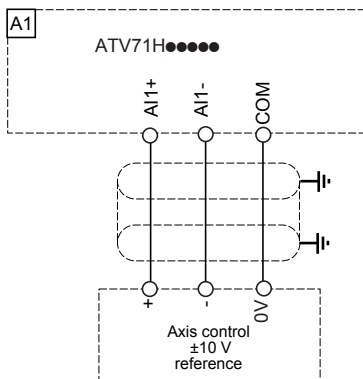 A1
ATV71H●●●●●
AI1+
AI1-
COM
+
-
0V
Axis control
±10 V
reference